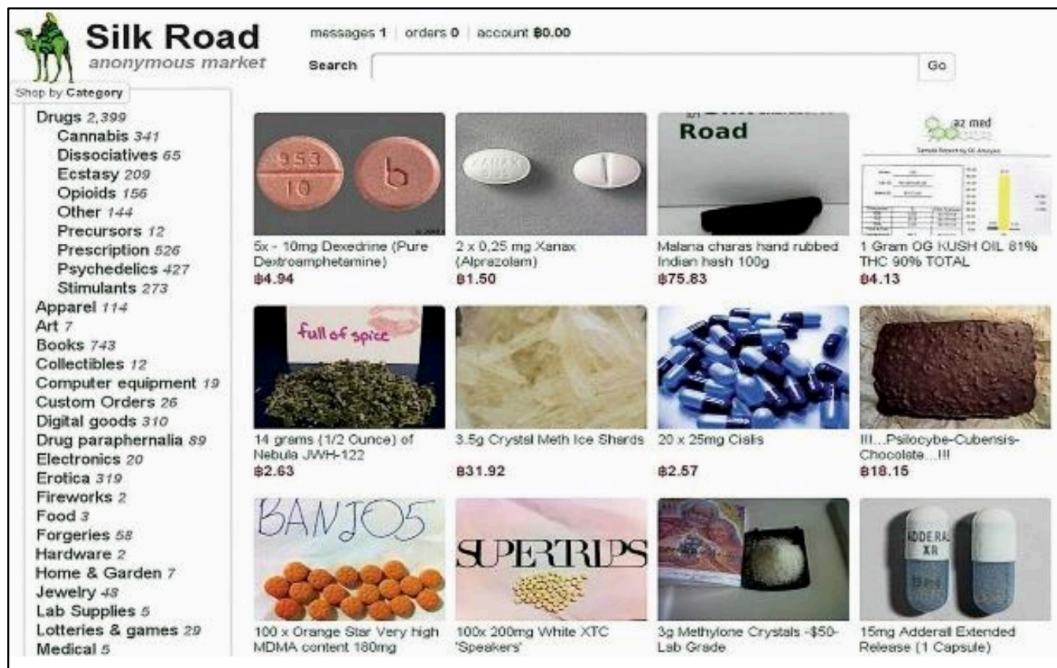 Silk Road
anonymous market
messages 1 | orders 0 | account ฿0.00
Search
Go
Shop by Category
Drugs 2,399
Cannabis 341
Dissociatives 65
Ecstasy 209
Opioids 156
Other 144
Precursors 12
Prescription 526
Psychedelics 427
Stimulants 273
Apparel 114
Art 7
Books 743
Collectibles 12
Computer equipment 19
Custom Orders 26
Digital goods 310
Drug paraphernalia 89
Electronics 20
Erotica 319
Fireworks 2
Food 3
Forgeries 58
Hardware 2
Home & Garden 7
Jewelry 48
Lab Supplies 5
Lotteries & games 29
Medical 5
953
10
b
5x - 10mg Dexedrine (Pure
Dextroamphetamine)
฿4.94
XANAX
2 x 0,25 mg Xanax
(Alprazolam)
฿1.50
Road
Malana charas hand rubbed
Indian hash 100g
฿75.83
az med
1 Gram OG KUSH OIL 81%
THC 90% TOTAL
฿4.13
full of spice
14 grams (1/2 Ounce) of
Nebula JWH-122
฿2.63
3.5g Crystal Meth Ice Shards
฿31.92
20 x 25mg Cialis
฿2.57
!!!...Psilocybe-Cubensis-
Chocolate...!!!
฿18.15
BANJO5
100 x Orange Star Very high
MDMA content 180mg
SUPERTRIPS
100x 200mg White XTC
'Speakers'
3g Methylone Crystals -$50-
Lab Grade
ADDERALL
XR
15mg Adderall Extended
Release (1 Capsule)